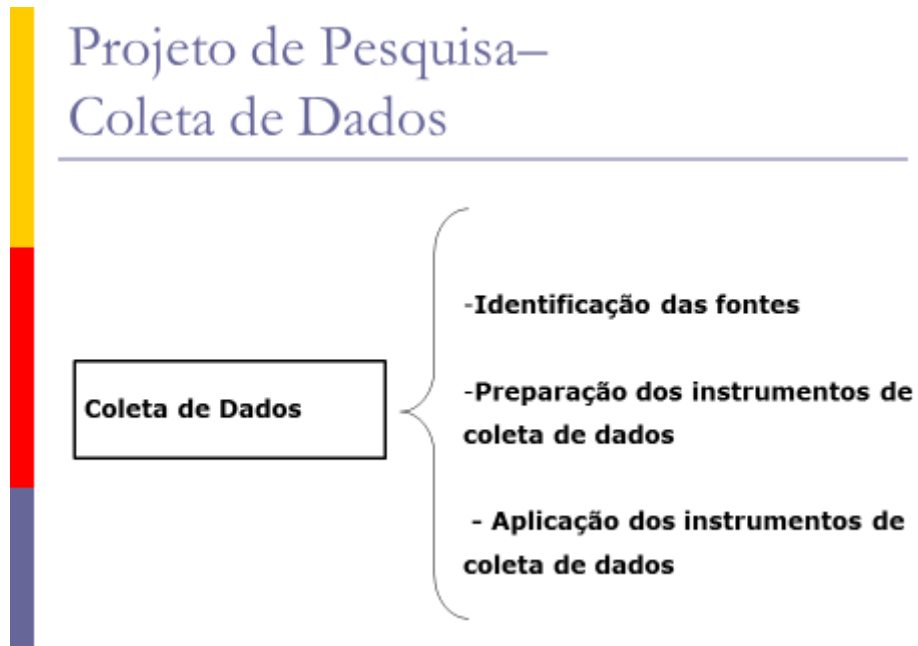 Projeto de Pesquisa–
Coleta de Dados
Coleta de Dados
-Identificação das fontes
-Preparação dos instrumentos de
coleta de dados
- Aplicação dos instrumentos de
coleta de dados